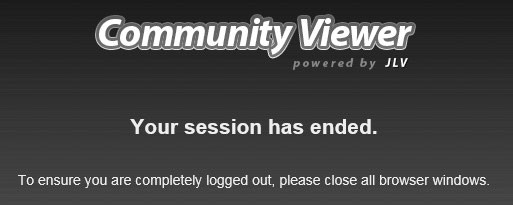 Community Viewer
powered by JLV
Your session has ended.
To ensure you are completely logged out, please close all browser windows.